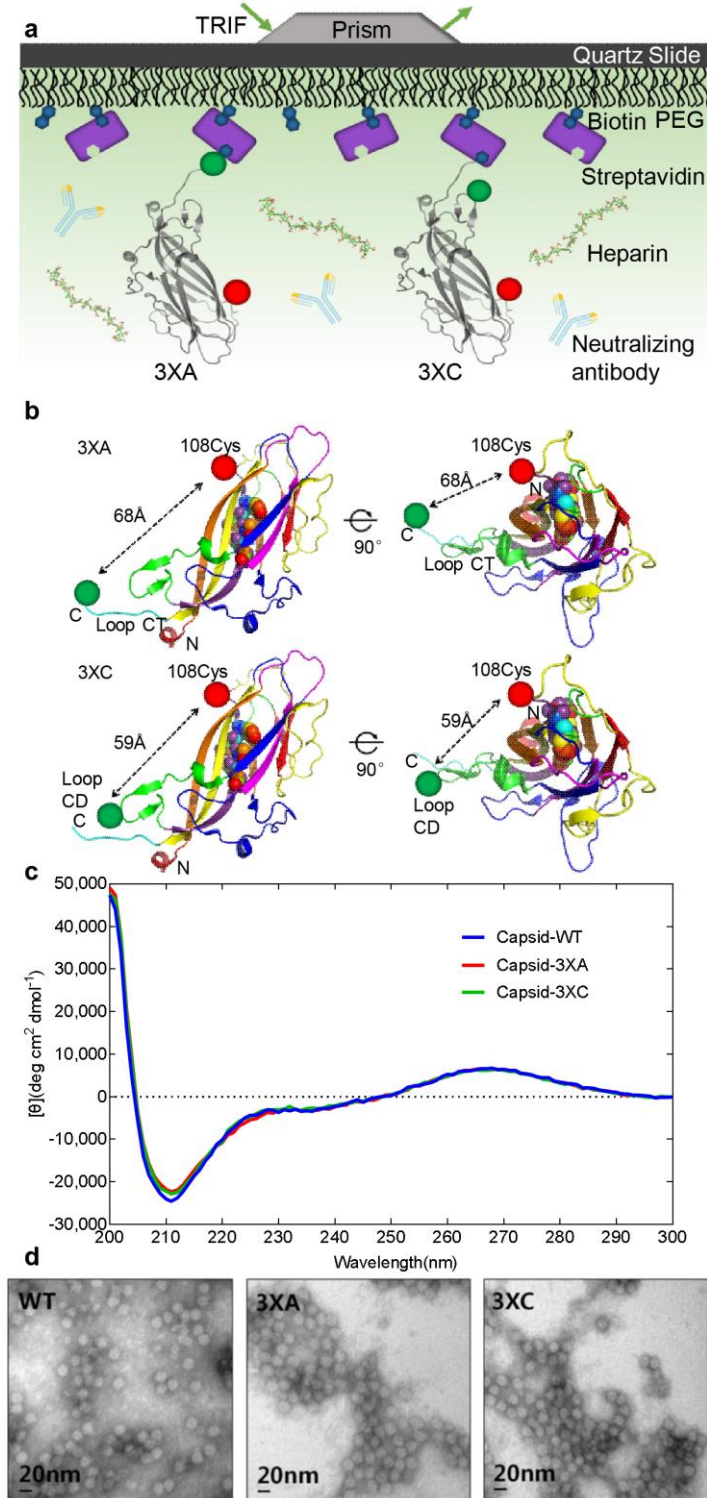 a
TRIF
Prism
Quartz Slide
Biotin PEG
Streptavidin
Heparin
Neutralizing
antibody
3XA
3XC
b
3XA
108Cys
68Å
C
Loop CT
N
90°
108Cys
68Å
N
C
Loop CT
3XC
108Cys
59Å
Loop
CD
C
N
90°
108Cys
59Å
N
C
Loop
CD
c
50,000
40,000
30,000
20,000
10,000
0
-10,000
-20,000
-30,000
[θ](deg cm² dmol⁻¹)
Capsid-WT
Capsid-3XA
Capsid-3XC
200 210 220 230 240 250 260 270 280 290 300
Wavelength(nm)
d
WT
20nm
3XA
20nm
3XC
20nm